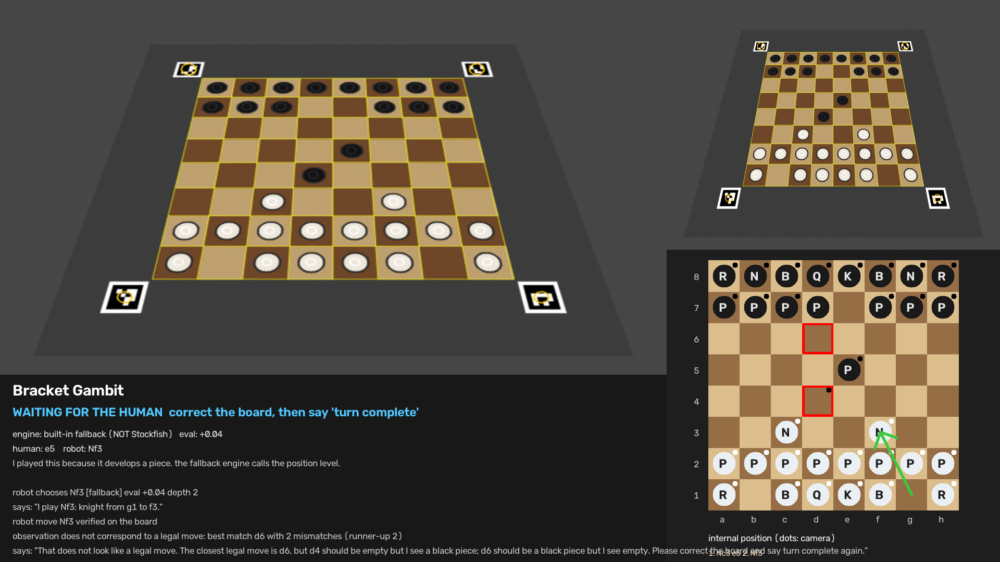 8 R N B Q K B N R
7 P P P P P P P
6
5 P
4
3 N N
2 P P P P P P P P
1 R B Q K B R
a b c d e f g h
internal position (dots: camera)
1. Nc3 e5 2. Nf3
Bracket Gambit
WAITING FOR THE HUMAN correct the board, then say 'turn complete'
engine: built-in fallback (NOT Stockfish) eval: +0.04
human: e5 robot: Nf3
I played this because it develops a piece. the fallback engine calls the position level.
robot chooses Nf3 [fallback] eval +0.04 depth 2
says: "I play Nf3: knight from g1 to f3."
robot move Nf3 verified on the board
observation does not correspond to a legal move: best match d6 with 2 mismatches (runner-up 2)
says: "That does not look like a legal move. The closest legal move is d6, but d4 should be empty but I see a black piece; d6 should be a black piece but I see empty. Please correct the board and say turn complete again."